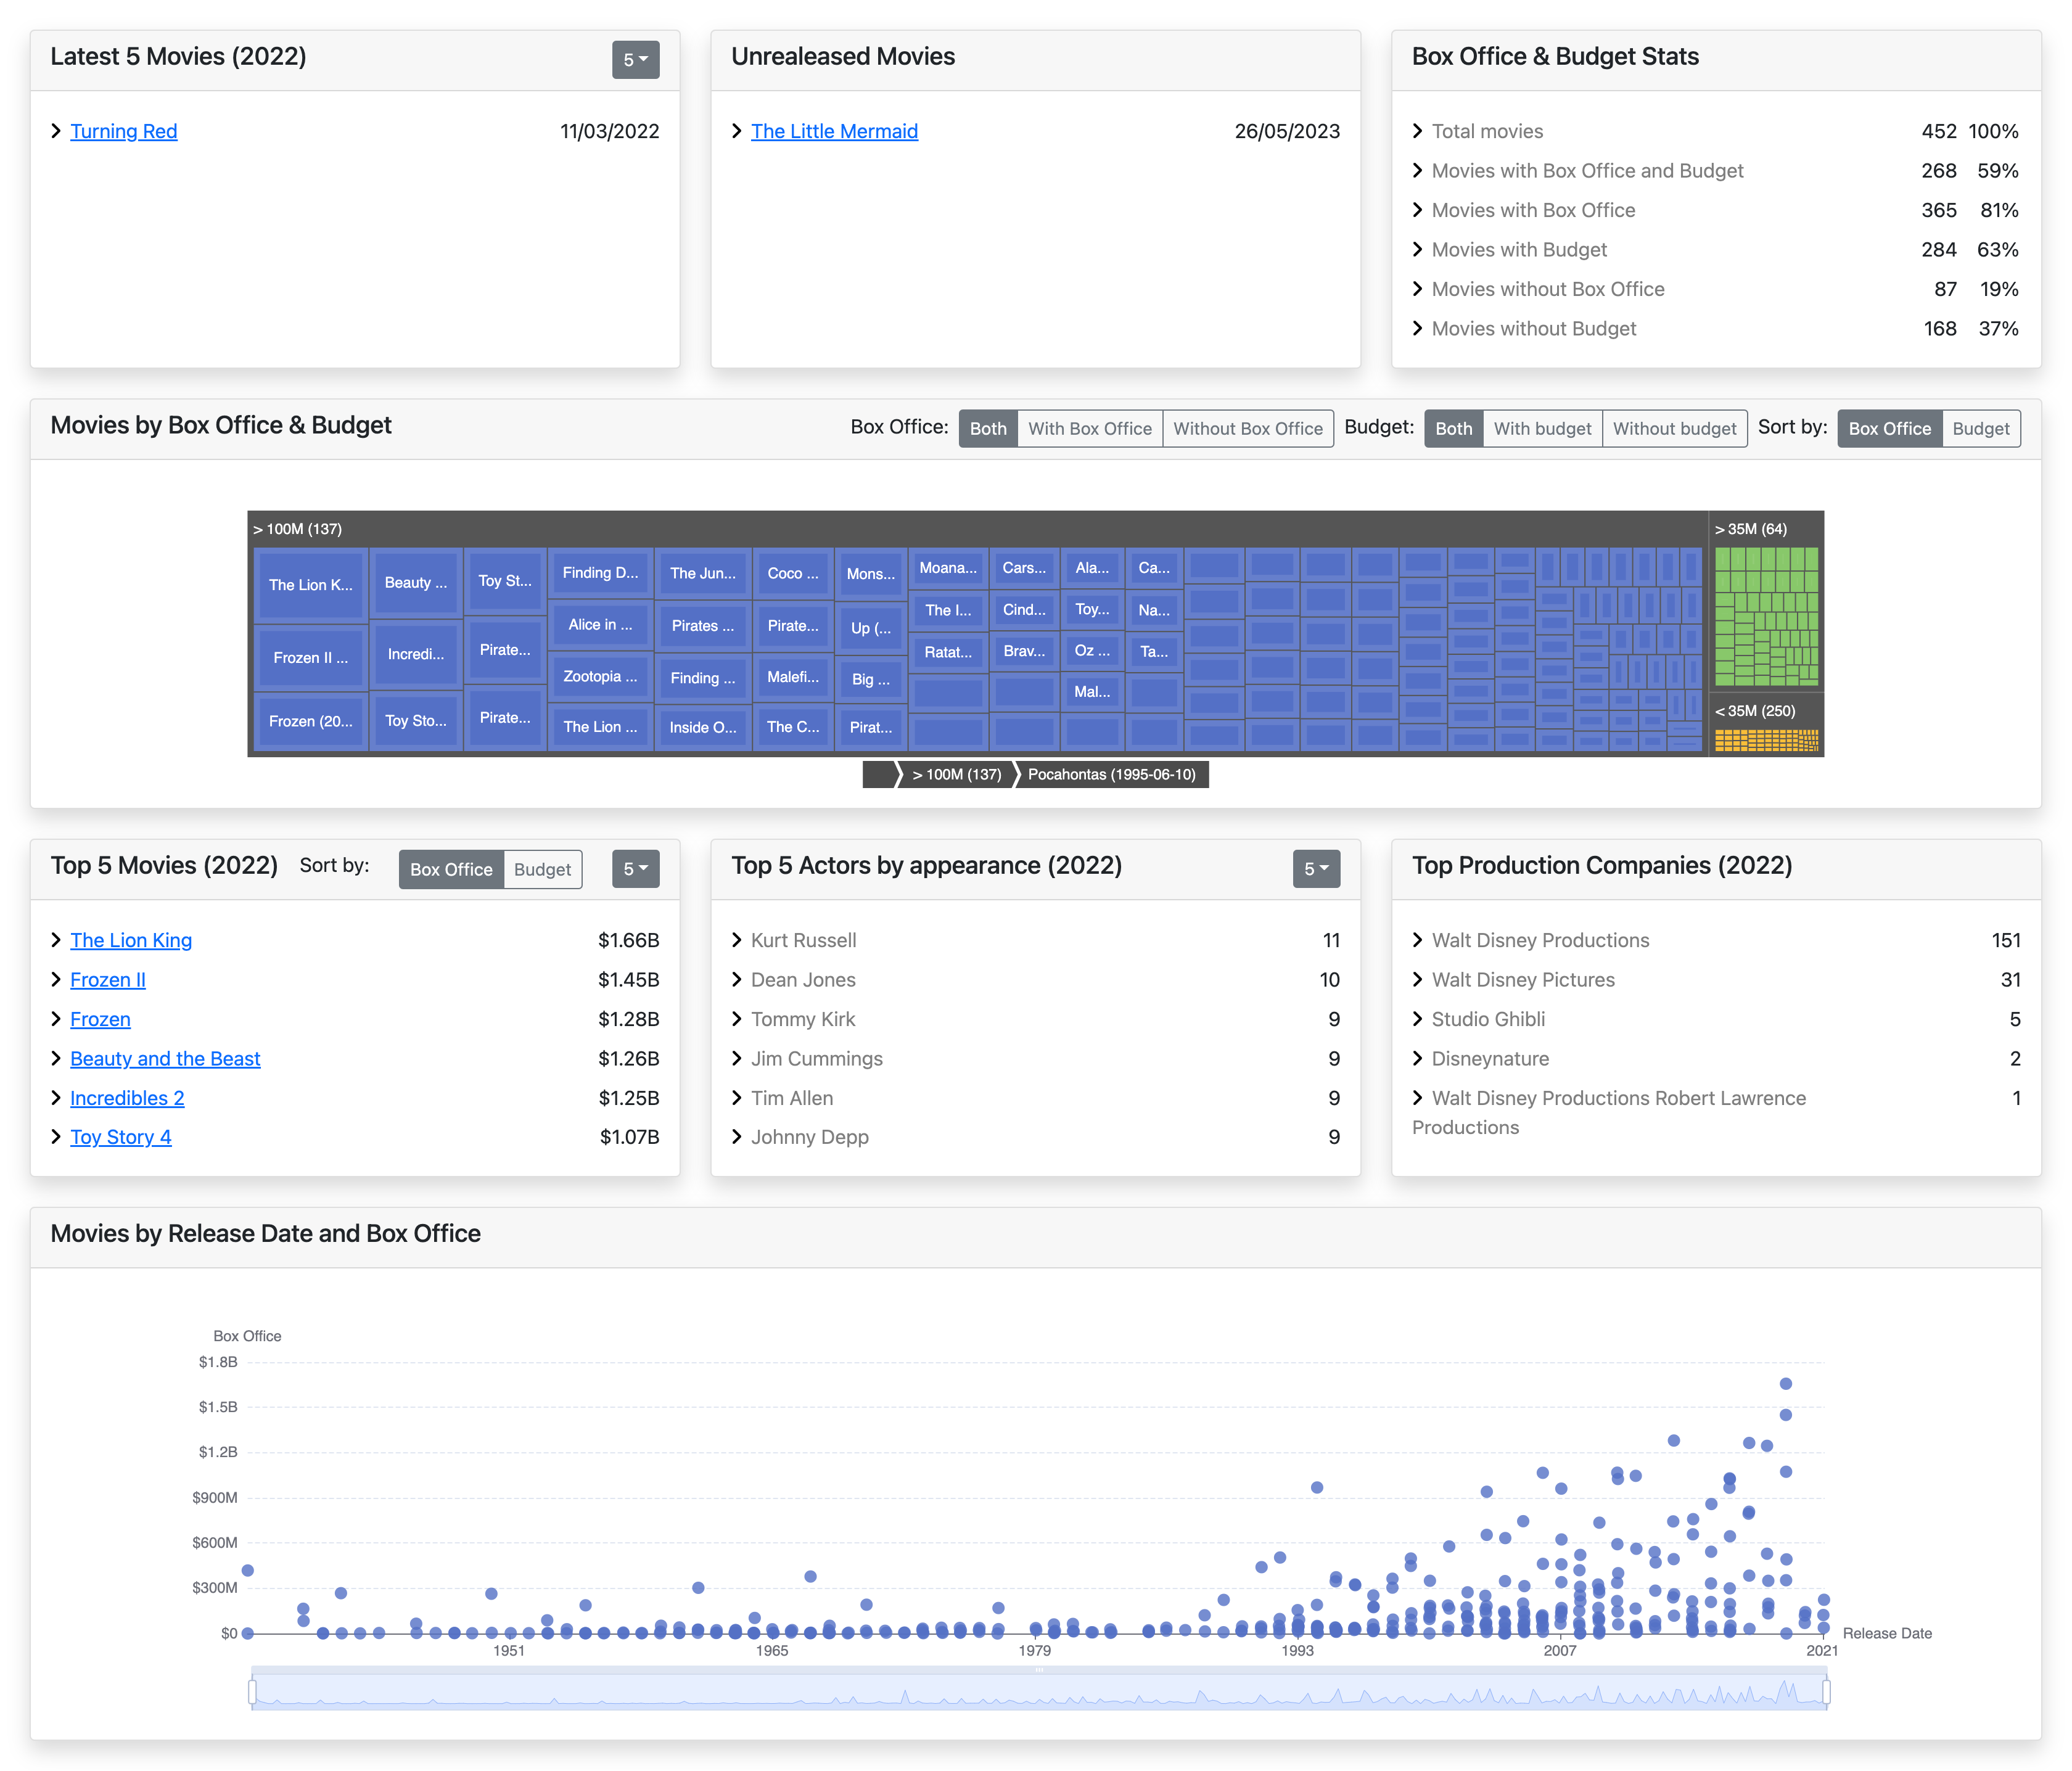 Latest 5 Movies (2022) 5
Turning Red 11/03/2022
Unrealeased Movies
The Little Mermaid 26/05/2023
Box Office & Budget Stats
Total movies 452 100%
Movies with Box Office and Budget 268 59%
Movies with Box Office 365 81%
Movies with Budget 284 63%
Movies without Box Office 87 19%
Movies without Budget 168 37%
Movies by Box Office & Budget Box Office: Both With Box Office Without Box Office Budget: Both With budget Without budget Sort by: Box Office Budget
> 100M (137)
The Lion K...
Frozen II ...
Frozen (20...
Beauty ...
Incredi...
Toy Sto...
Toy St...
Pirate...
Pirate...
Finding D...
Alice in ...
Zootopia ...
The Lion ...
The Jun...
Pirates ...
Finding ...
Inside O...
Coco ...
Pirate...
Malefi...
The C...
Mons...
Up (...
Big ...
Pirat...
Moana...
The I...
Ratat...
Cars...
Cind...
Brav...
Ala...
Toy...
Oz ...
Mal...
Ca...
Na...
Ta...
> 35M (64)
< 35M (250)
> 100M (137) Pocahontas (1995-06-10)
Top 5 Movies (2022) Sort by: Box Office Budget 5
The Lion King $1.66B
Frozen II $1.45B
Frozen $1.28B
Beauty and the Beast $1.26B
Incredibles 2 $1.25B
Toy Story 4 $1.07B
Top 5 Actors by appearance (2022) 5
Kurt Russell 11
Dean Jones 10
Tommy Kirk 9
Jim Cummings 9
Tim Allen 9
Johnny Depp 9
Top Production Companies (2022)
Walt Disney Productions 151
Walt Disney Pictures 31
Studio Ghibli 5
Disneynature 2
Walt Disney Productions Robert Lawrence 1
Productions
Movies by Release Date and Box Office
Box Office
$1.8B
$1.5B
$1.2B
$900M
$600M
$300M
$0
1951 1965 1979 1993 2007 2021
Release Date